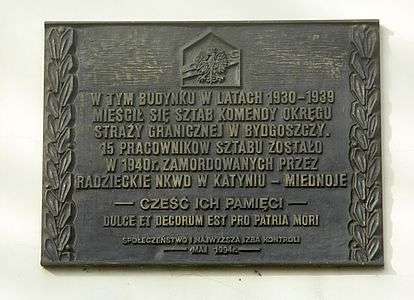 W TYM BUDYNKU W LATACH 1930-1939
MIEŚCIŁ SIĘ SZTAB KOMENDY OKRĘGU
STRAŻY GRANICZNEJ W BYDGOSZCZY.
15 PRACOWNIKÓW SZTABU ZOSTAŁO
W 1940r. ZAMORDOWANYCH PRZEZ
RADZIECKIE NKWD W KATYNIU - MIEDNOJE
— CZEŚĆ ICH PAMIĘCI —
DULCE ET DECORUM EST PRO PATRIA MORI
SPOŁECZEŃSTWO I NAJWYŻSZA IZBA KONTROLI
MAJ 1994r.